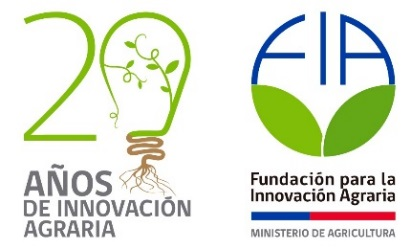 20
AÑOS
DE INNOVACIÓN
AGRARIA
FIA
Fundación para la
Innovación Agraria
MINISTERIO DE AGRICULTURA